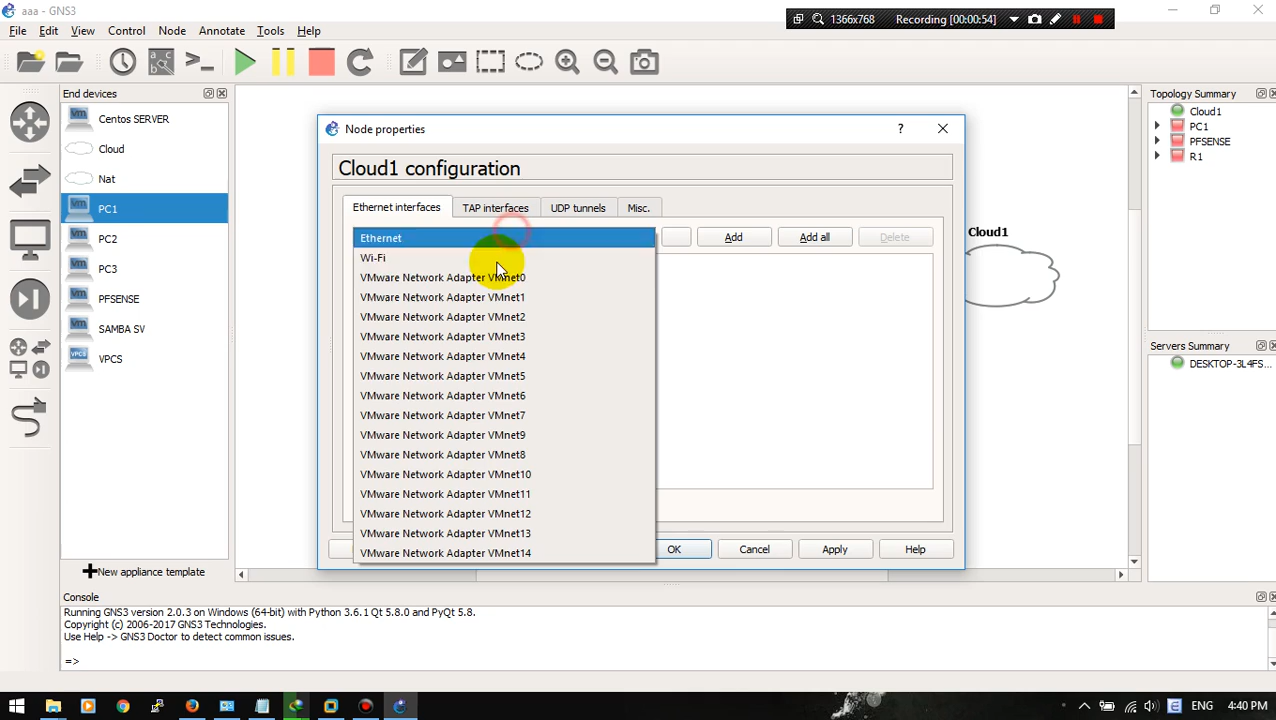 aaa - GNS3
1366x768
Recording [00:00:54]
File Edit View Control Node Annotate Tools Help
End devices
Centos SERVER
Cloud
Nat
PC1
PC2
PC3
PFSENSE
SAMBA SV
VPCS
New appliance template
Node properties
?
Cloud1 configuration
Ethernet interfaces
TAP interfaces
UDP tunnels
Misc.
Ethernet
Wi-Fi
VMware Network Adapter VMnet0
VMware Network Adapter VMnet1
VMware Network Adapter VMnet2
VMware Network Adapter VMnet3
VMware Network Adapter VMnet4
VMware Network Adapter VMnet5
VMware Network Adapter VMnet6
VMware Network Adapter VMnet7
VMware Network Adapter VMnet9
VMware Network Adapter VMnet8
VMware Network Adapter VMnet10
VMware Network Adapter VMnet11
VMware Network Adapter VMnet12
VMware Network Adapter VMnet13
VMware Network Adapter VMnet14
Add
Add all
Delete
OK
Cancel
Apply
Help
Cloud1
Topology Summary
Cloud1
PC1
PFSENSE
R1
Servers Summary
DESKTOP-3L4FS...
Console
Running GNS3 version 2.0.3 on Windows (64-bit) with Python 3.6.1 Qt 5.8.0 and PyQt 5.8.
Copyright (c) 2006-2017 GNS3 Technologies.
Use Help -> GNS3 Doctor to detect common issues.
=>
ENG
4:40 PM